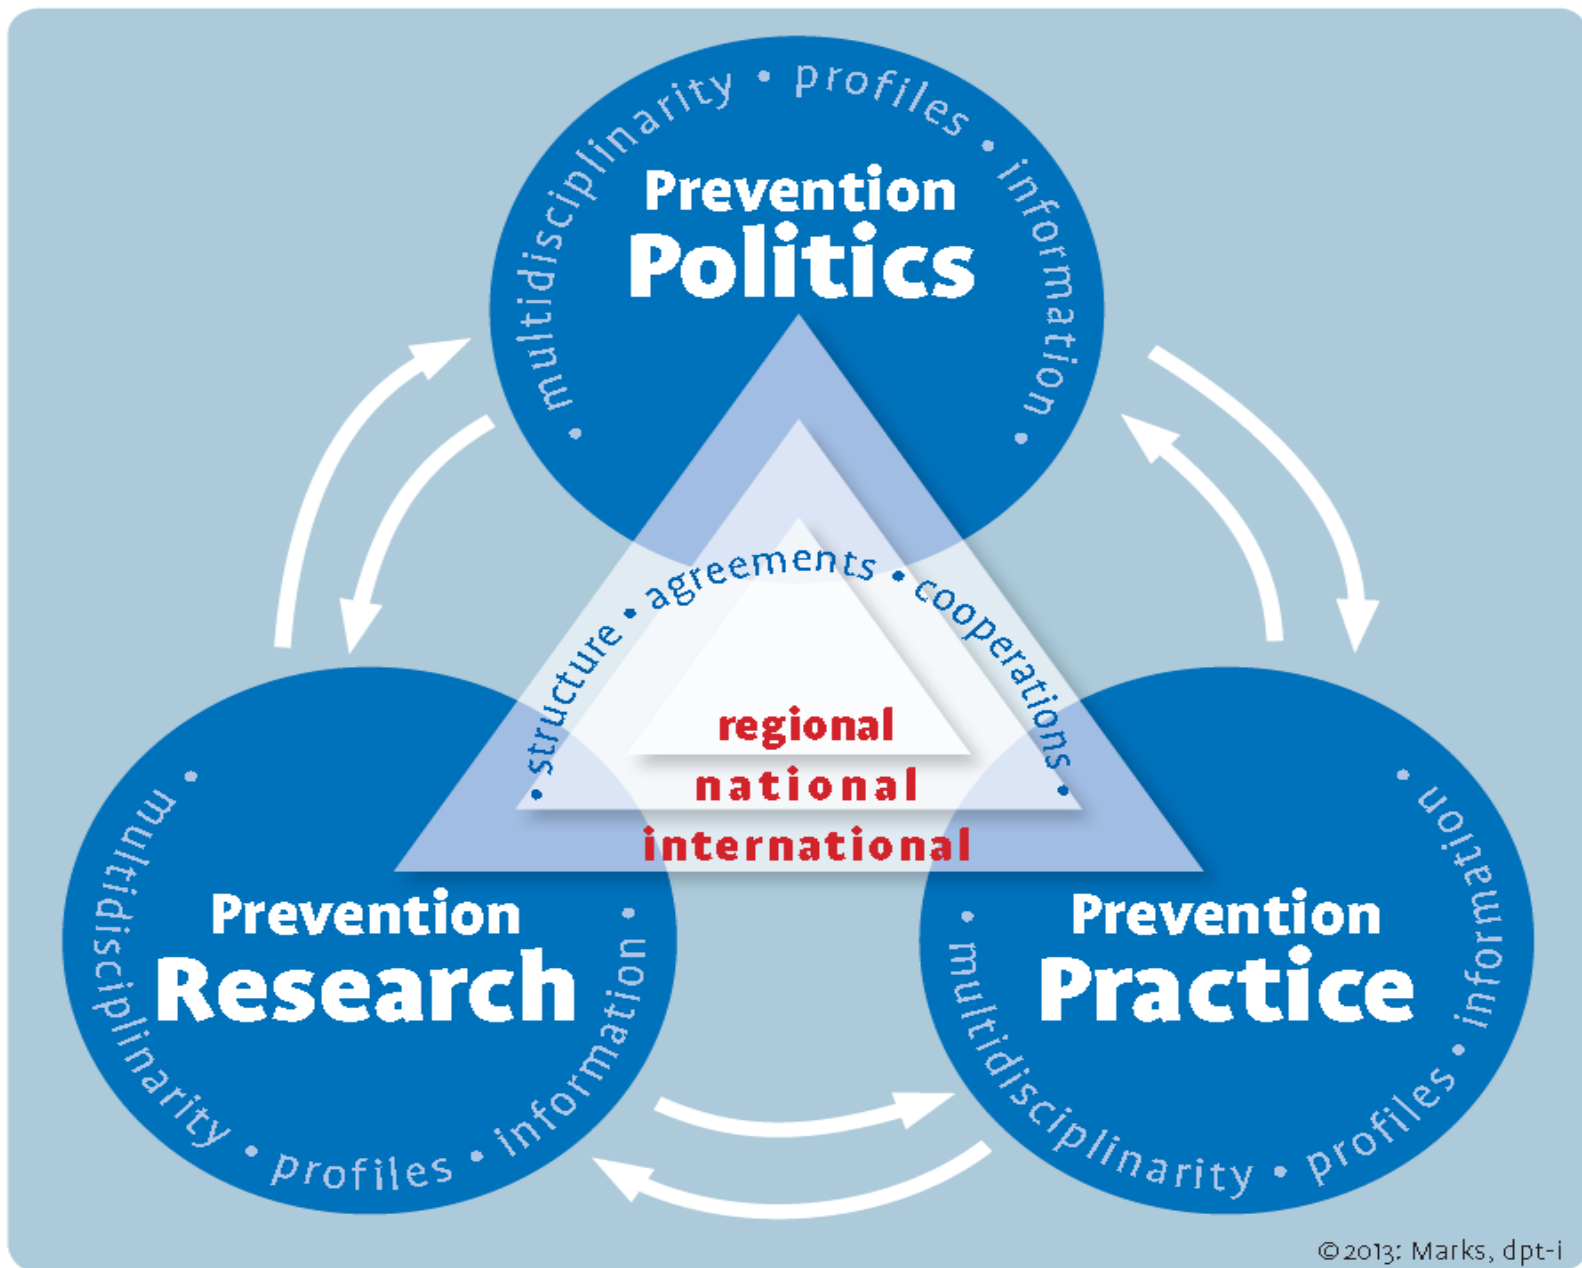 • multidisciplinarity • profiles • information •
Prevention
Politics
• structure • agreements • cooperations •
regional
national
international
Prevention
Research
• multidisciplinarity • profiles • information •
Prevention
Practice
• multidisciplinarity • profiles • information •
©2013: Marks, dpt-i